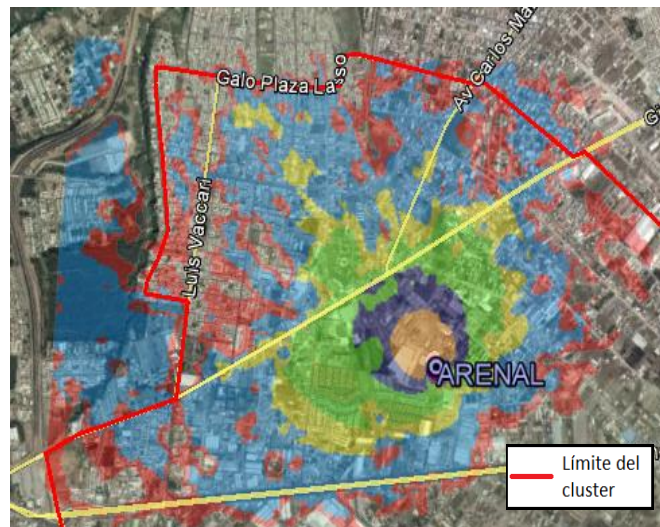 Galo Plaza Lasso
Av Carlos Ma
G
Luis Vaccari
ARENAL
Límite del
cluster